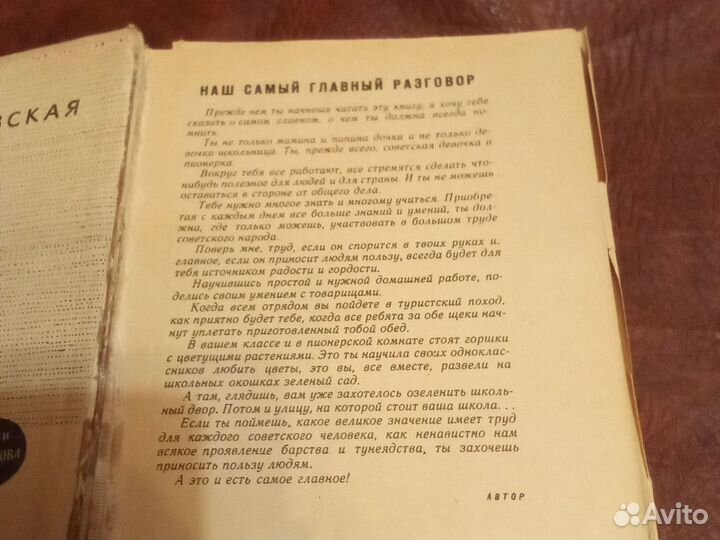 ВСКАЯ
И
ОВА
НАШ САМЫЙ ГЛАВНЫЙ РАЗГОВОР
Прежде чем ты начнешь читать эту книгу, я хочу тебе
сказать о самом главном, о чем ты должна всегда по-
мнить.
Ты не только мамина и папина дочка и не только де-
вочка-школьница. Ты, прежде всего, советская девочка и
пионерка.
Вокруг тебя все работают, все стремятся сделать что-
нибудь полезное для людей и для страны. И ты не можешь
оставаться в стороне от общего дела.
Тебе нужно многое знать и многому учиться. Приобре-
тая с каждым днем все больше знаний и умений, ты дол-
жна, где только можешь, участвовать в большом труде
советского народа.
Поверь мне, труд, если он спорится в твоих руках и,
главное, если он приносит людям пользу, всегда будет для
тебя источником радости и гордости.
Научившись простой и нужной домашней работе, по-
делись своим умением с товарищами.
Когда всем отрядом вы пойдете в туристский поход,
как приятно будет тебе, когда все ребята за обе щеки нач-
нут уплетать приготовленный тобой обед.
В вашем классе и в пионерской комнате стоят горшки
с цветущими растениями. Это ты научила своих однокла-
ссников любить цветы, это вы, все вместе, развели на
школьных окошках зеленый сад.
А там, глядишь, вам уже захотелось озеленить школь-
ный двор. Потом и улицу, на которой стоит ваша школа...
Если ты поймешь, какое великое значение имеет труд
для каждого советского человека, как ненавистно нам
всякое проявление барства и тунеядства, ты захочешь
приносить пользу людям.
А это и есть самое главное!
АВТОР
Avito